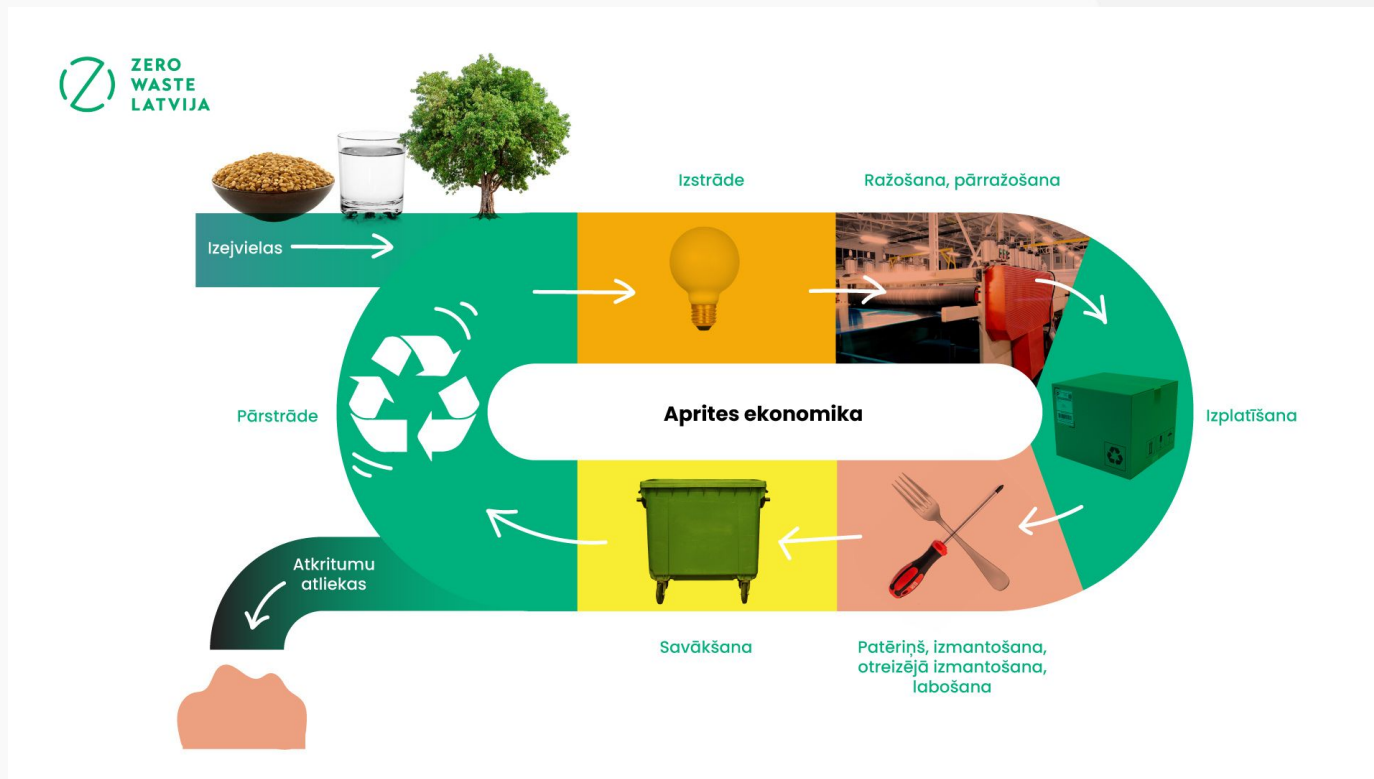 ZERO
WASTE
LATVIJA
Izstrāde
Ražošana, pārražošana
Izejvielas
Pārstrāde
Aprites ekonomika
Izplatīšana
Atkritumu
atliekas
Savākšana
Patēriņš, izmantošana,
otreizējā izmantošana,
labošana